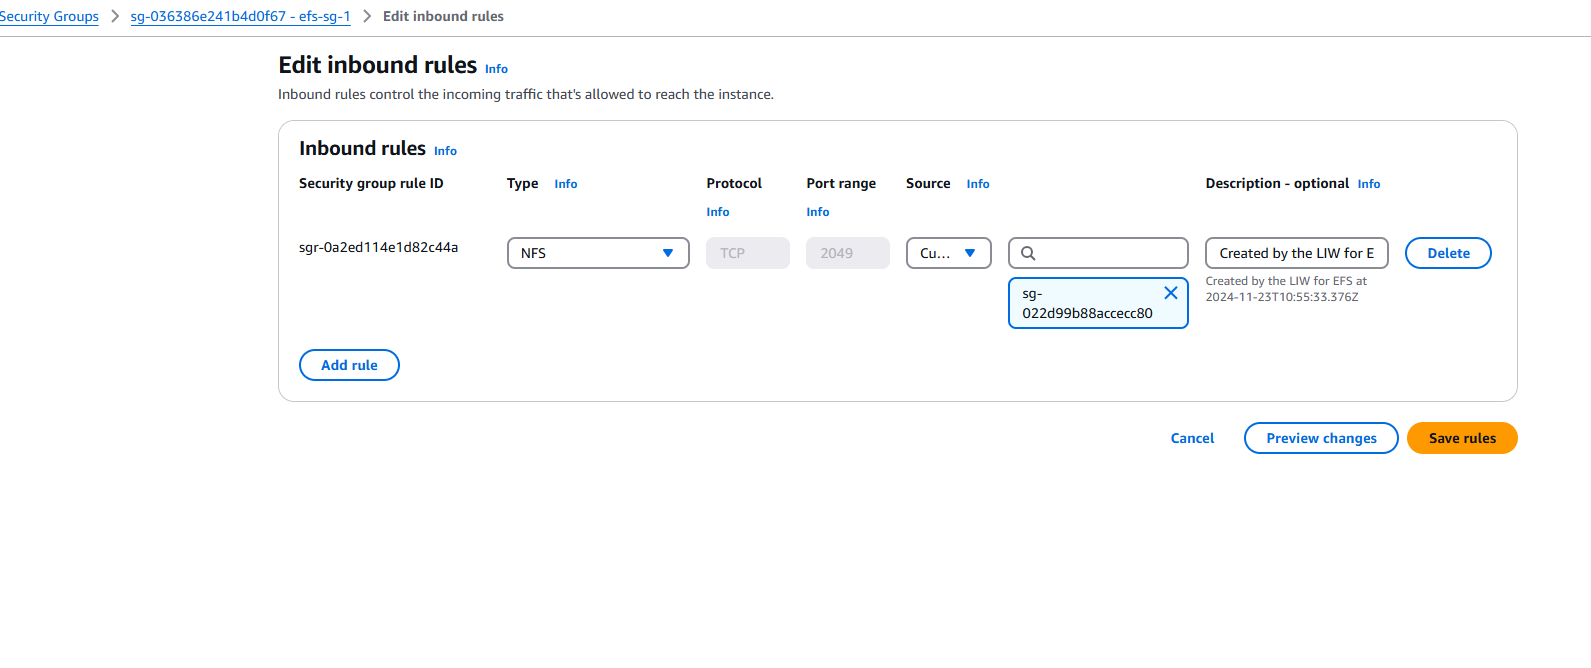 Security Groups > sg-036386e241b4d0f67 - efs-sg-1 > Edit inbound rules
Edit inbound rules Info
Inbound rules control the incoming traffic that's allowed to reach the instance.
Inbound rules Info
Security group rule ID Type Info Protocol Port range Source Info Description - optional Info
Info Info
sgr-0a2ed114e1d82c44a NFS TCP 2049 Cu... Created by the LIW for E Delete
sg- Created by the LIW for EFS at
022d99b88accecc80 2024-11-23T10:55:33.376Z
Add rule
Cancel Preview changes Save rules